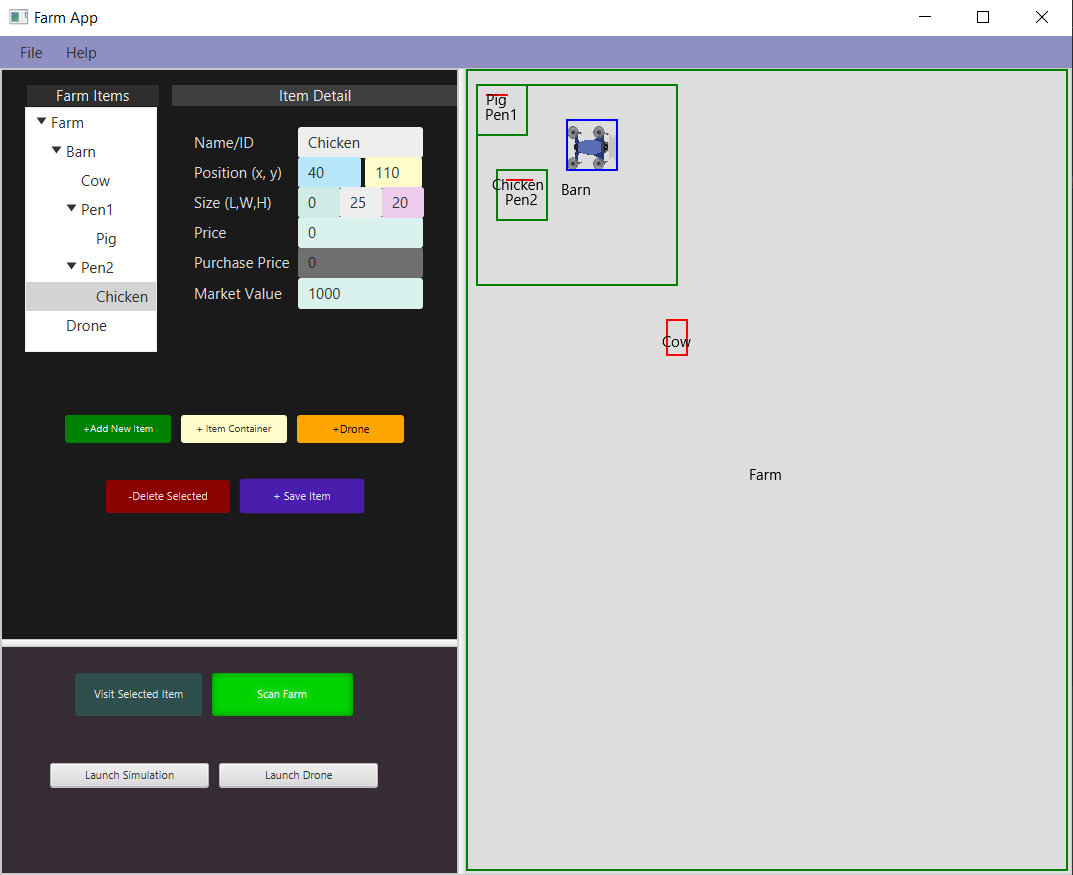 Farm App
File Help
Farm Items
Farm
Barn
Cow
Pen1
Pig
Pen2
Chicken
Drone
Item Detail
Name/ID Chicken
Position (x, y) 40 110
Size (L,W,H) 0 25 20
Price 0
Purchase Price 0
Market Value 1000
+Add New Item + Item Container +Drone
-Delete Selected + Save Item
Visit Selected Item Scan Farm
Launch Simulation Launch Drone
Pig
Pen1
Chicken
Pen2
Barn
Cow
Farm